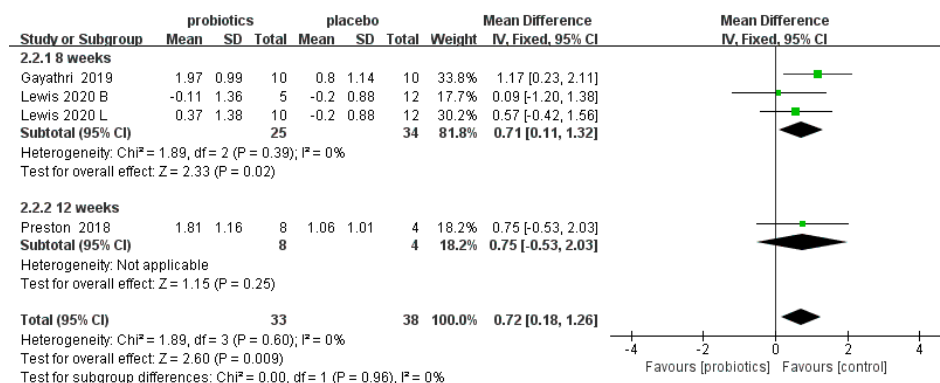 probiotics placebo Mean Difference Mean Difference
Study or Subgroup Mean SD Total Mean SD Total Weight IV, Fixed, 95% CI IV, Fixed, 95% CI
2.2.1 8 weeks
Gayathri 2019 1.97 0.99 10 0.8 1.14 10 33.8% 1.17 [0.23, 2.11]
Lewis 2020 B -0.11 1.36 5 -0.2 0.88 12 17.7% 0.09 [-1.20, 1.38]
Lewis 2020 L 0.37 1.38 10 -0.2 0.88 12 30.2% 0.57 [-0.42, 1.56]
Subtotal (95% CI) 25 34 81.8% 0.71 [0.11, 1.32]
Heterogeneity: Chi² = 1.89, df = 2 (P = 0.39); I² = 0%
Test for overall effect: Z = 2.33 (P = 0.02)
2.2.2 12 weeks
Preston 2018 1.81 1.16 8 1.06 1.01 4 18.2% 0.75 [-0.53, 2.03]
Subtotal (95% CI) 8 4 18.2% 0.75 [-0.53, 2.03]
Heterogeneity: Not applicable
Test for overall effect: Z = 1.15 (P = 0.25)
Total (95% CI) 33 38 100.0% 0.72 [0.18, 1.26]
Heterogeneity: Chi² = 1.89, df = 3 (P = 0.60); I² = 0%
Test for overall effect: Z = 2.60 (P = 0.009)
Test for subgroup differences: Chi² = 0.00, df = 1 (P = 0.96), I² = 0%
-4 -2 0 2 4
Favours [probiotics] Favours [control]